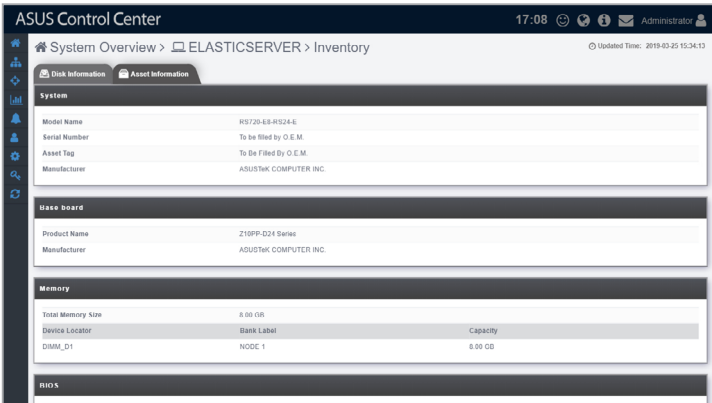 ASUS Control Center 17:08 Administrator
System Overview > ELASTICSERVER > Inventory Updated Time: 2019-03-25 15:34:13
Disk Information Asset Information
System
Model Name RS720-E8-RS24-E
Serial Number To be filled by O.E.M.
Asset Tag To Be Filled By O.E.M.
Manufacturer ASUSTeK COMPUTER INC.
Base board
Product Name Z10PP-D24 Series
Manufacturer ASUSTeK COMPUTER INC.
Memory
Total Memory Size 8.00 GB
Device Locator Bank Label Capacity
DIMM_D1 NODE 1 8.00 GB
BIOS